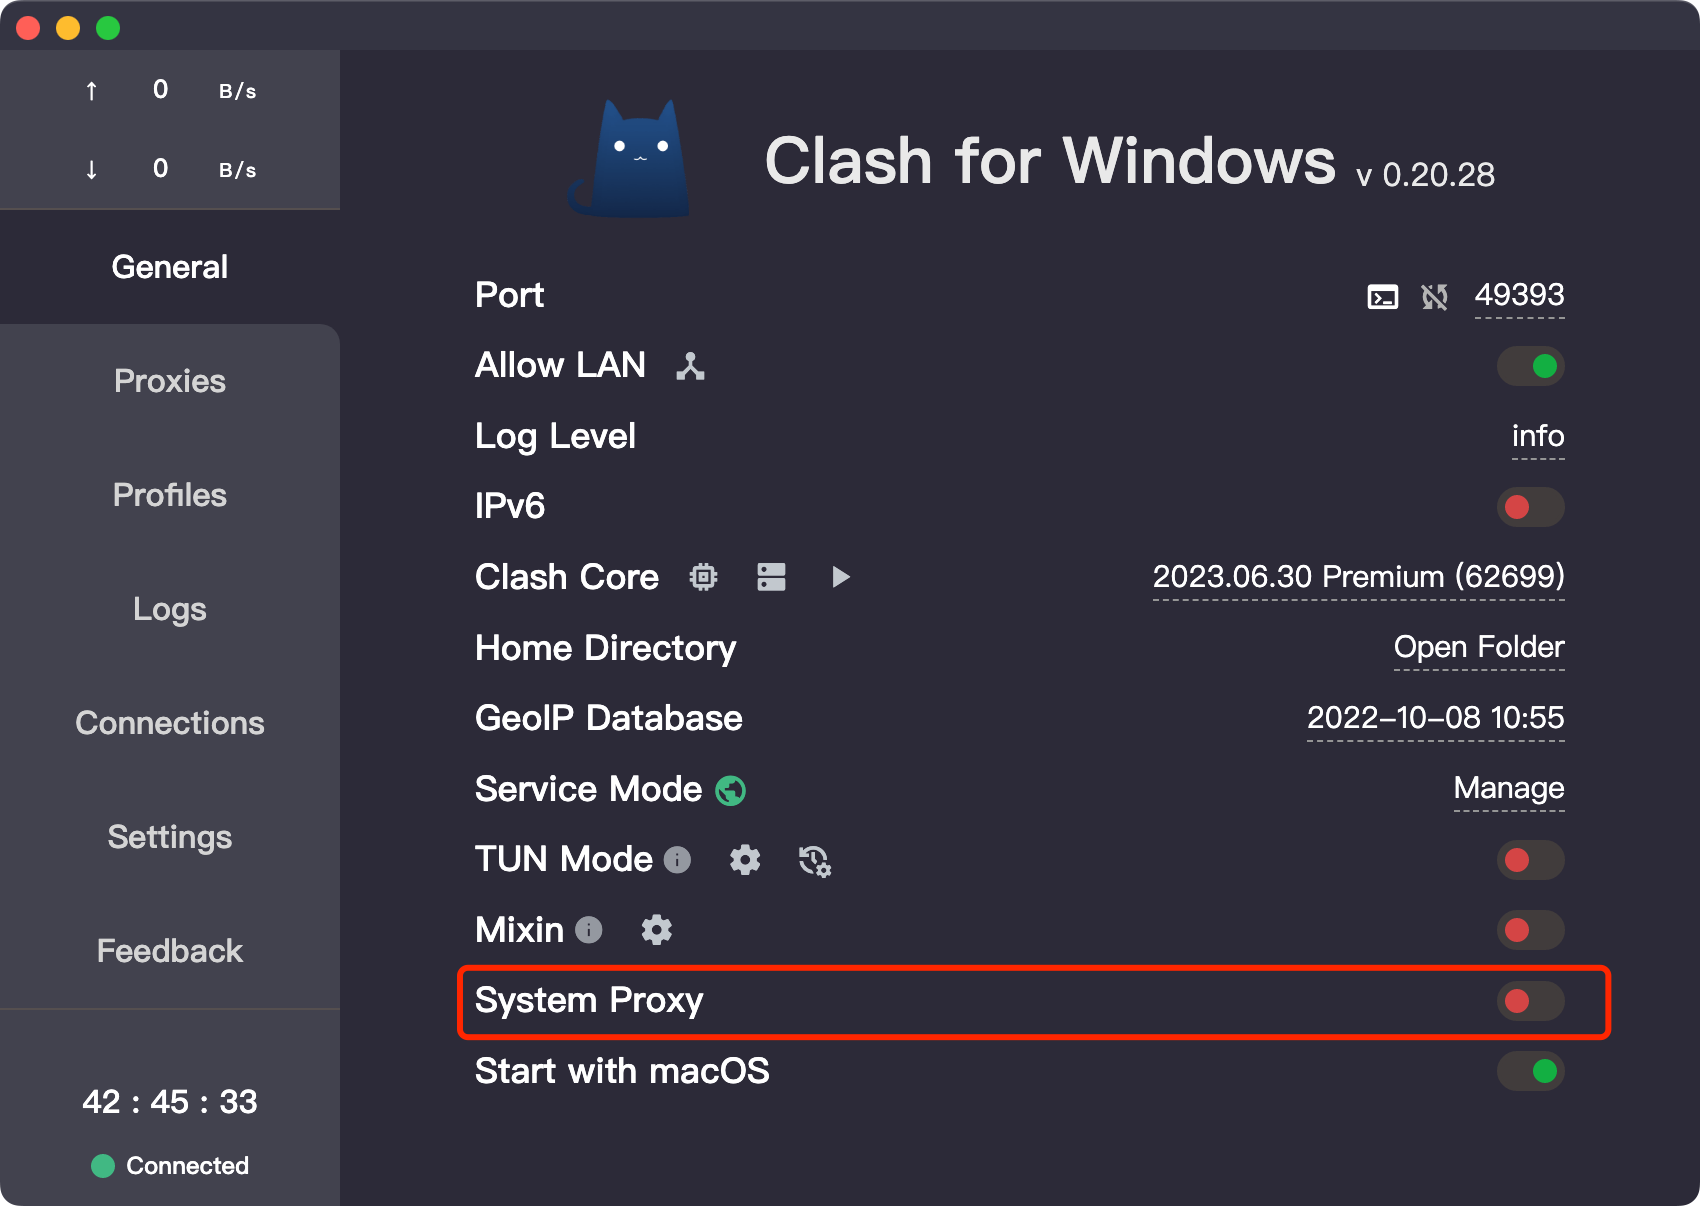 ↑ 0 B/s
↓ 0 B/s
General
Proxies
Profiles
Logs
Connections
Settings
Feedback
42 : 45 : 33
Connected
Clash for Windows v 0.20.28
Port 49393
Allow LAN
Log Level info
IPv6
Clash Core 2023.06.30 Premium (62699)
Home Directory Open Folder
GeoIP Database 2022-10-08 10:55
Service Mode Manage
TUN Mode
Mixin
System Proxy
Start with macOS